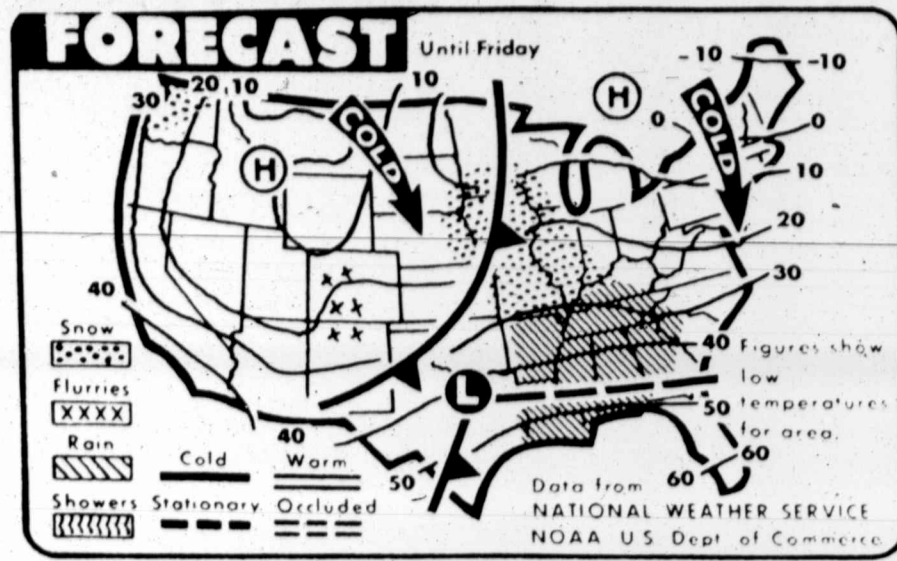 FORECAST
Until Friday
30
20
10
10
-10
-10
H
H
COLD
COLD
0
0
10
20
30
40
40
40
50
50
60
60
L
Snow
Flurries
XXXX
Rain
Showers
Cold
Warm
Stationary
Occluded
Figures show
low
temperatures
for area.
Data from
NATIONAL WEATHER SERVICE
NOAA U S Dept of Commerce